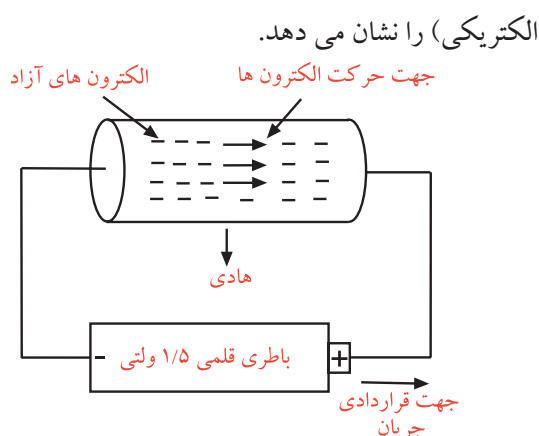 الکتریکی) را نشان می دهد.
جهت حرکت الکترون ها
الکترون های آزاد
هادی
باطری قلمی ۱/۵ ولتی
- +
جهت قراردادی
جریان